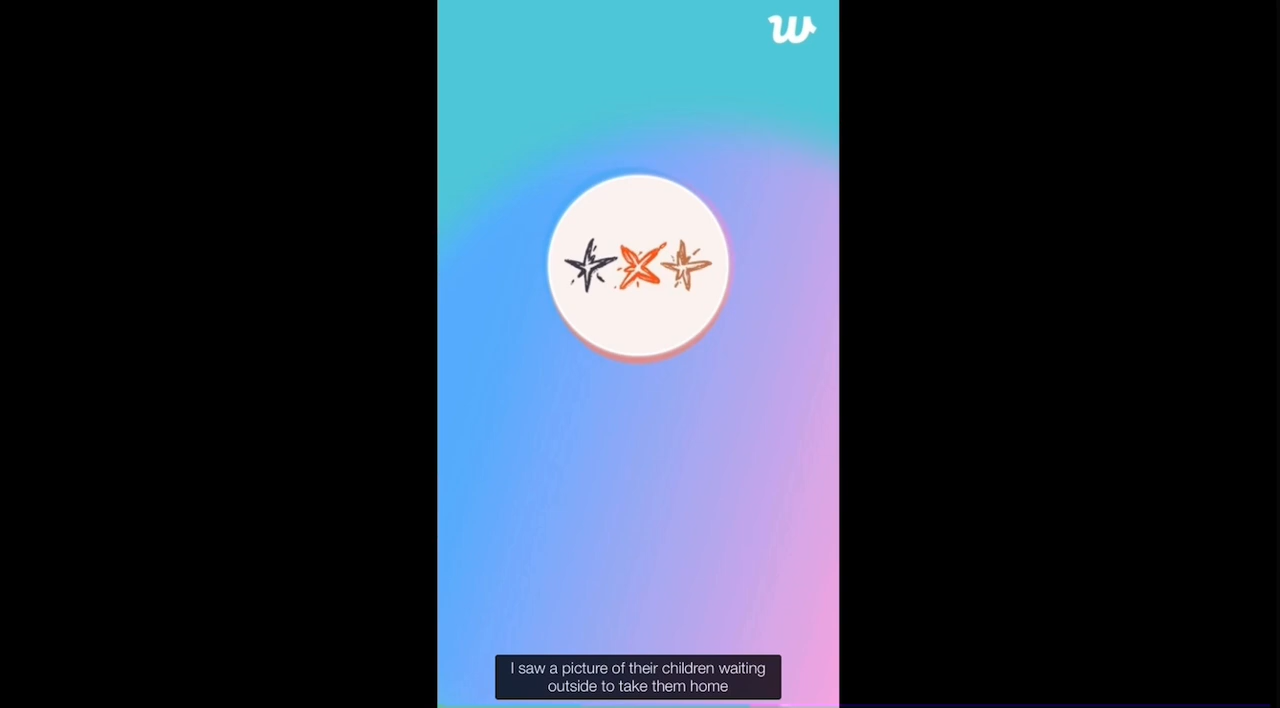 w
I saw a picture of their children waiting
outside to take them home